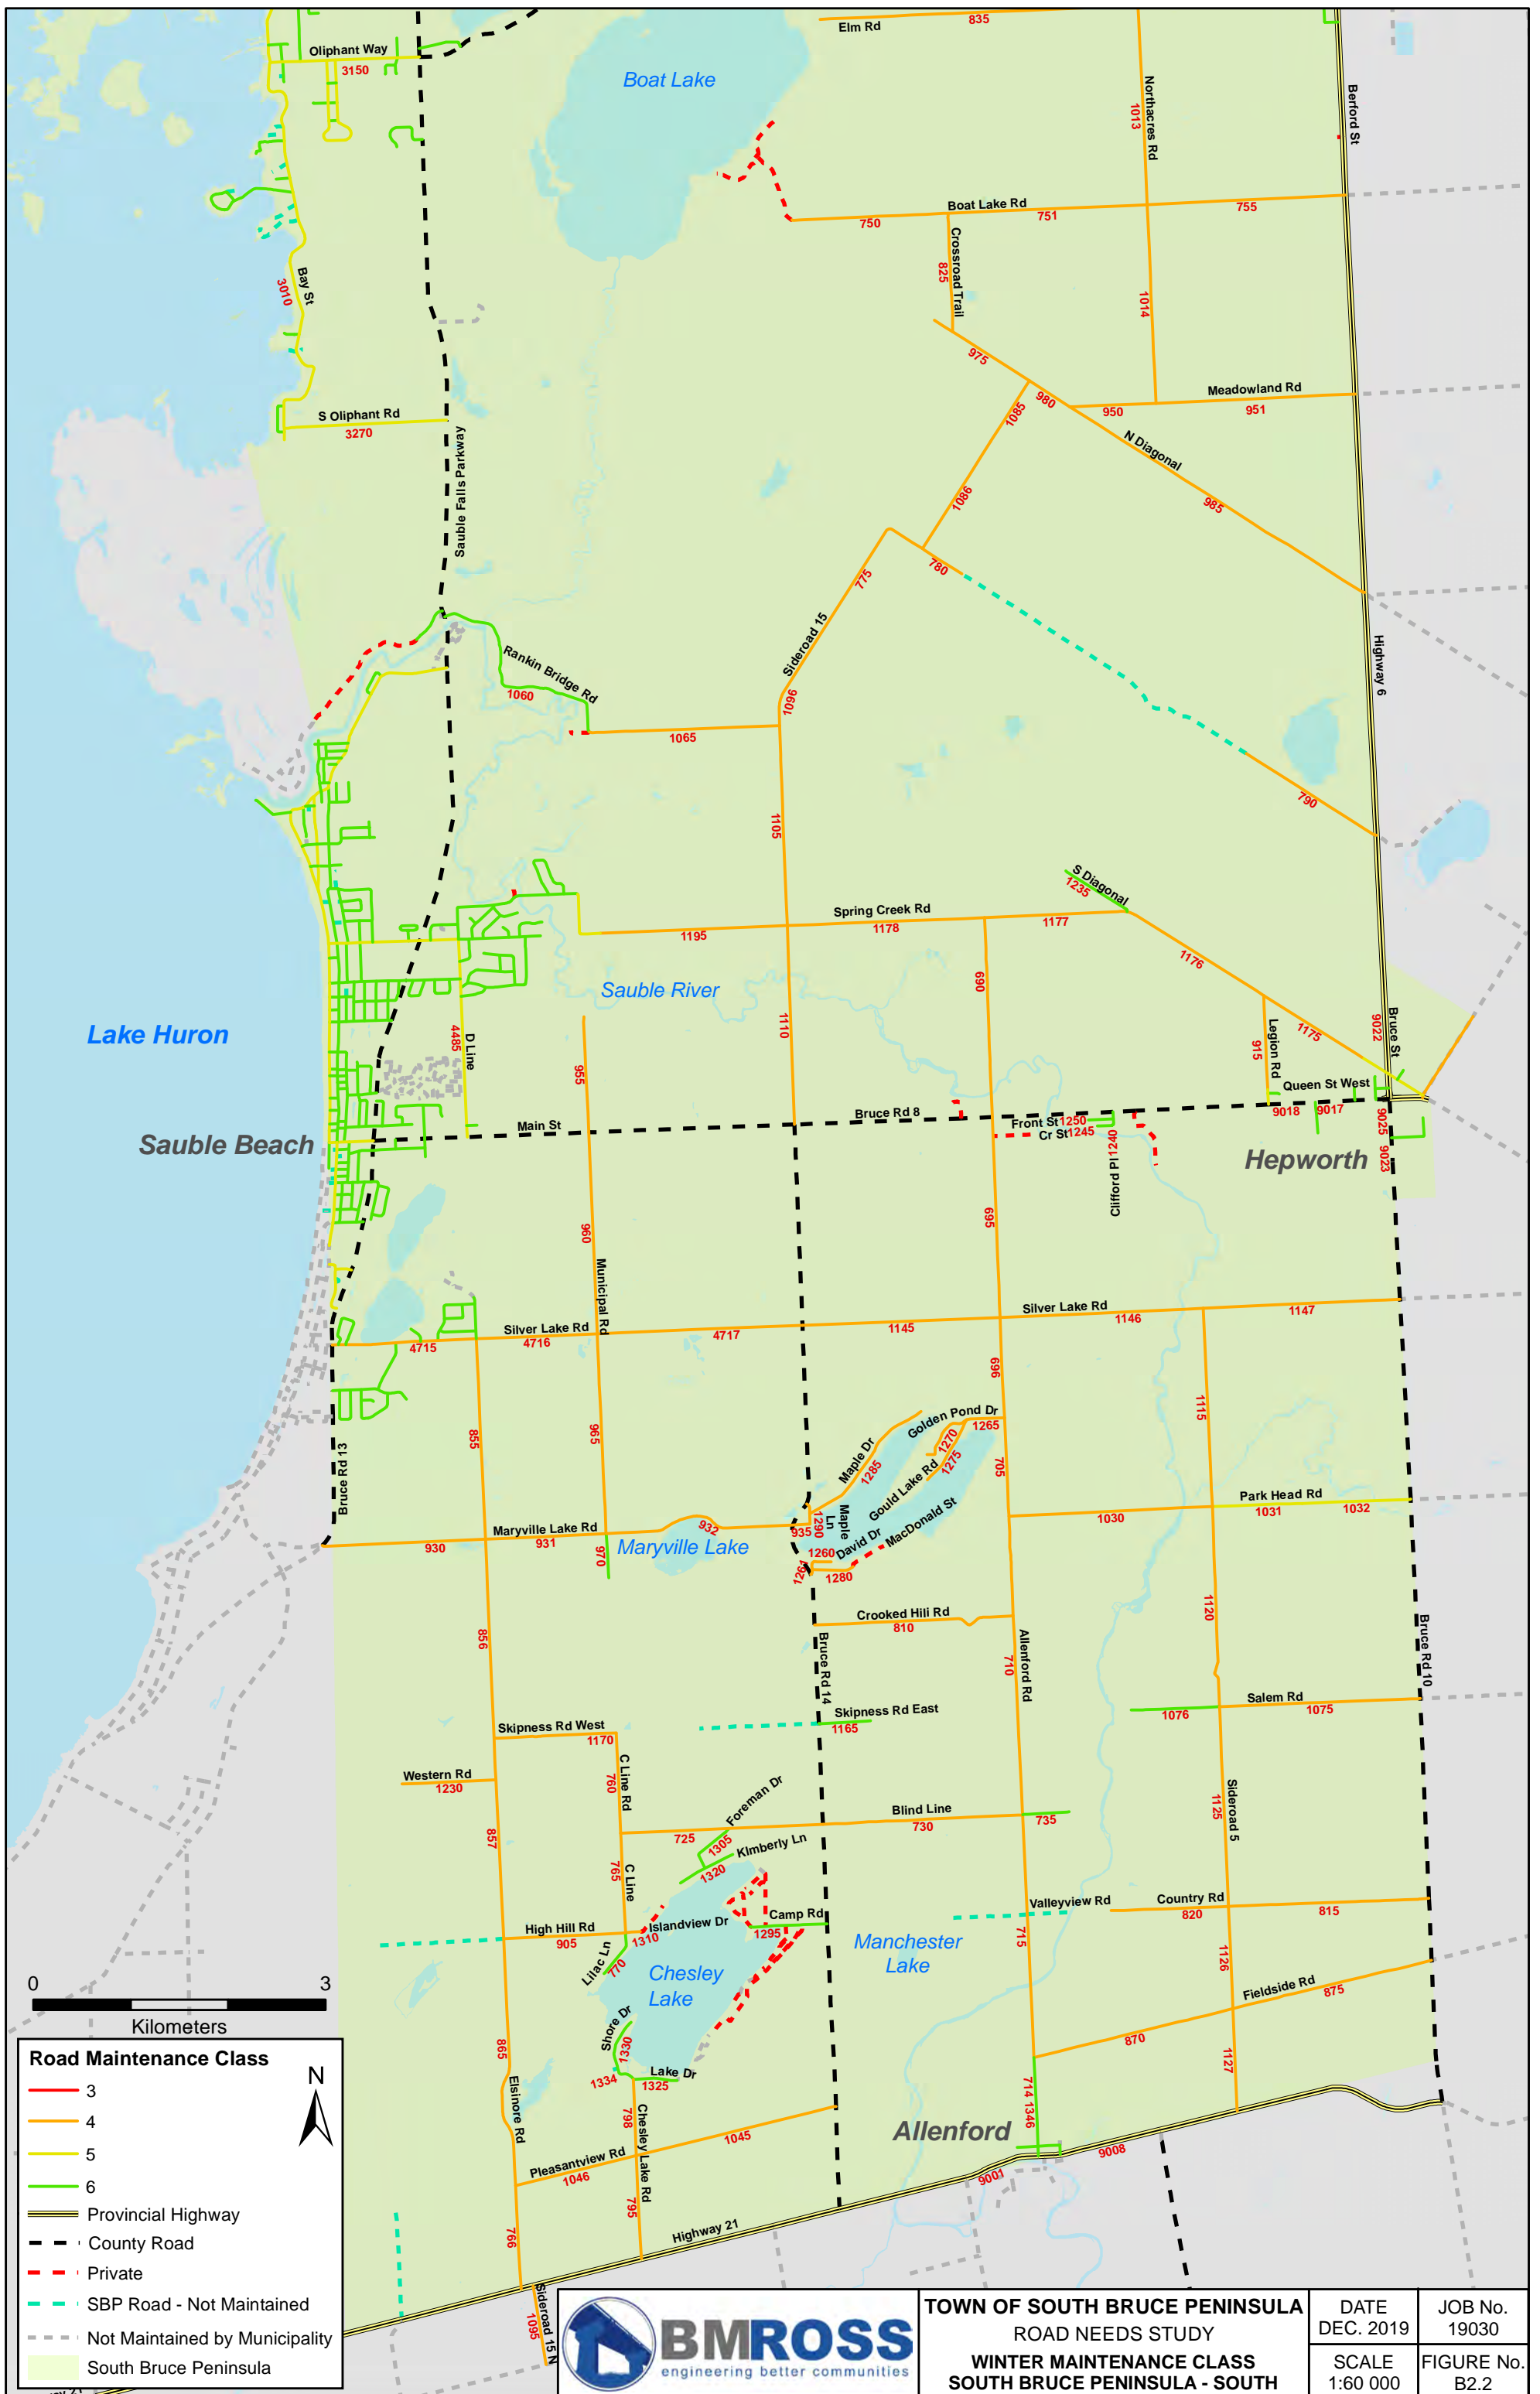 Elm Rd
835
Oliphant Way
3150
Boat Lake
Northacres Rd
1013
Berford St
Boat Lake Rd
750
751
755
Crossroad Trail
825
Bay St
3010
1014
975
S Oliphant Rd
3270
Meadowland Rd
980
950
951
1085
N Diagonal
985
Sauble Falls Parkway
1086
780
775
Sideroad 15
Highway 6
Rankin Bridge Rd
1060
1096
1065
790
1105
S Diagonal
1235
Spring Creek Rd
1195
1178
1177
1176
690
Sauble River
Lake Huron
4485
D Line
955
1110
915
Legion Rd
1175
9022
Bruce St
Queen St West
9018
9017
9025
9023
Bruce Rd 8
Main St
Front St
1250
Cr St
1245
Clifford Pl
1240
Sauble Beach
Hepworth
960
695
Municipal Rd
Silver Lake Rd
4715
4716
4717
1145
Silver Lake Rd
1146
1147
696
855
965
1115
Golden Pond Dr
1265
1270
1275
Maple Dr
1285
Gould Lake Rd
705
Bruce Rd 13
Park Head Rd
1030
1031
1032
MacDonald St
Maple Ln
1290
935
David Dr
1260
1261
1280
Maryville Lake Rd
930
931
932
970
Maryville Lake
Crooked Hill Rd
810
856
1120
Bruce Rd 14
710
Allenford Rd
Bruce Rd 10
Skipness Rd East
1165
Salem Rd
1076
1075
Skipness Rd West
1170
Western Rd
1230
C Line Rd
760
Foreman Dr
Blind Line
725
730
735
1125
Sideroad 5
857
1305
KImberly Ln
1320
765
C Line
Valleyview Rd
Country Rd
820
815
High Hill Rd
905
Islandview Dr
1310
Camp Rd
1295
715
Lilac Ln
770
Manchester
Lake
1126
Chesley
Lake
Fieldside Rd
875
870
Shore Dr
1330
865
1334
Lake Dr
1325
1127
714
1346
Elsinore Rd
798
Chesley Lake Rd
1045
Allenford
Pleasantview Rd
1046
9008
9001
795
766
Highway 21
Sideroad 15 N
1095
0
3
Kilometers
Road Maintenance Class
N
3
4
5
6
Provincial Highway
County Road
Private
SBP Road - Not Maintained
Not Maintained by Municipality
South Bruce Peninsula
BMROSS
engineering better communities
TOWN OF SOUTH BRUCE PENINSULA
ROAD NEEDS STUDY
WINTER MAINTENANCE CLASS
SOUTH BRUCE PENINSULA - SOUTH
DATE
DEC. 2019
JOB No.
19030
SCALE
1:60 000
FIGURE No.
B2.2